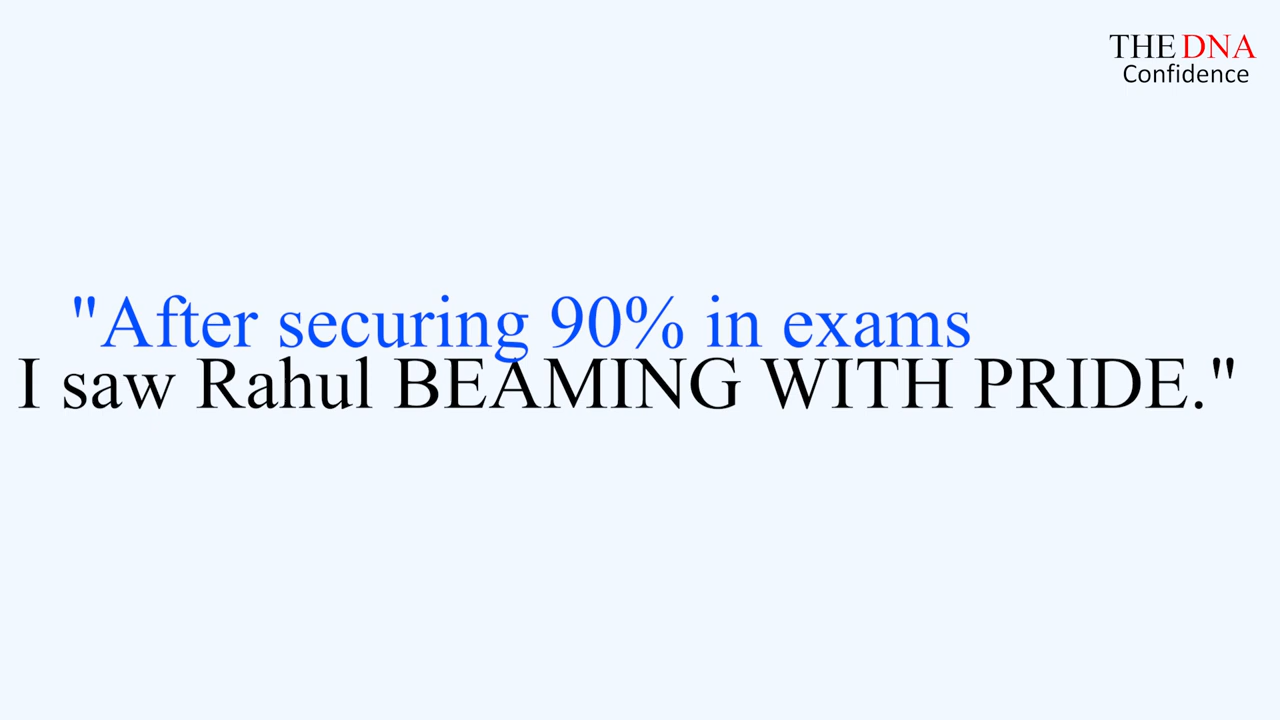 THE DNA
Confidence
"After securing 90% in exams
I saw Rahul BEAMING WITH PRIDE."